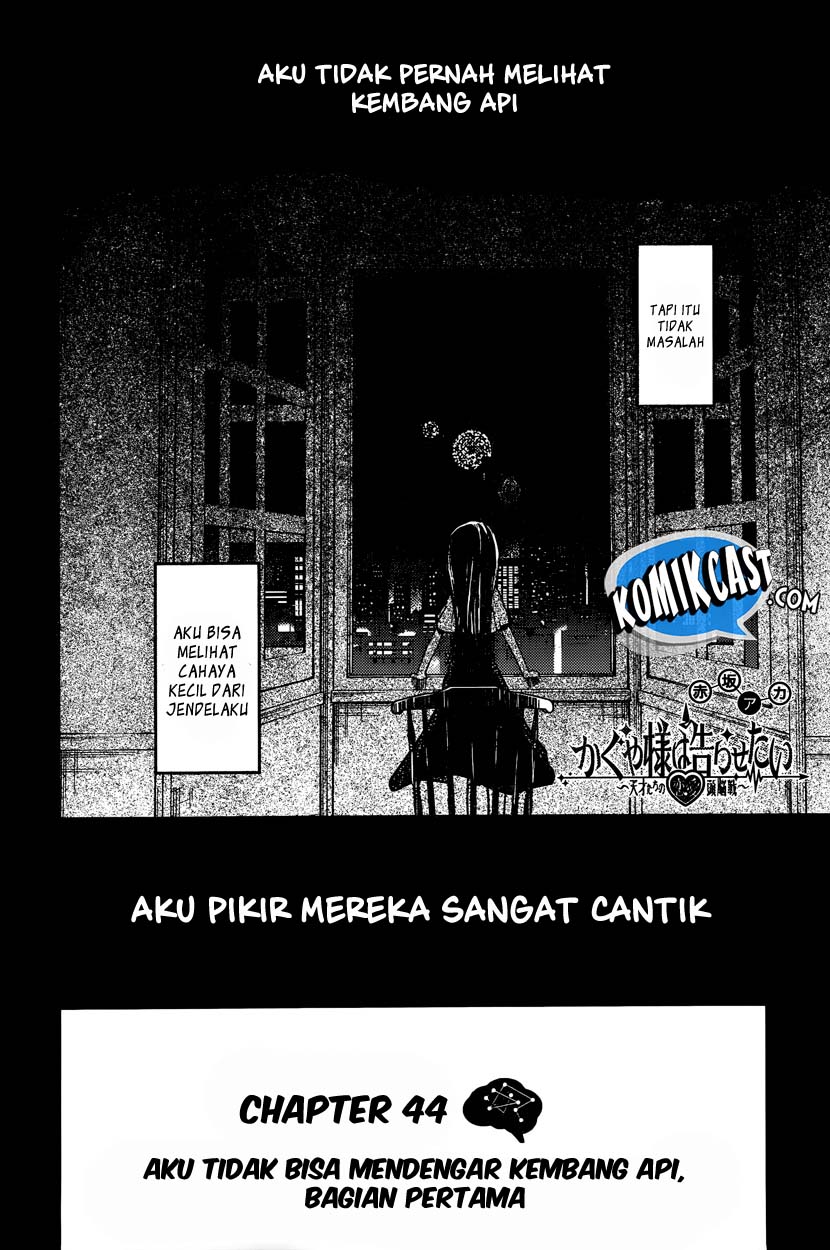 AKU TIDAK PERNAH MELIHAT
KEMBANG API
TAPI ITU
TIDAK
MASALAH
KOMIKCAST
.COM
AKU BISA
MELIHAT
CAHAYA
KECIL DARI
JENDELAKU
赤坂アカ
かぐや様は告らせたい
～天才たちの恋愛頭脳戦～
AKU PIKIR MEREKA SANGAT CANTIK
CHAPTER 44
AKU TIDAK BISA MENDENGAR KEMBANG API,
BAGIAN PERTAMA